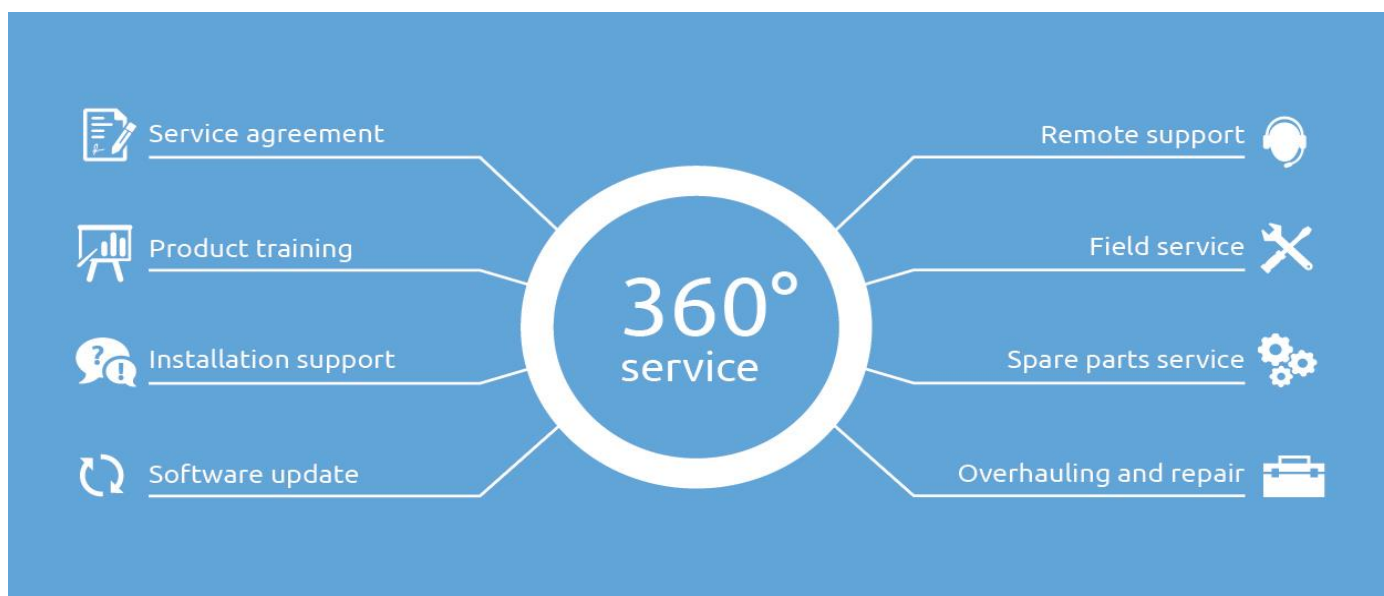 Service agreement
Product training
Installation support
Software update
360°
service
Remote support
Field service
Spare parts service
Overhauling and repair